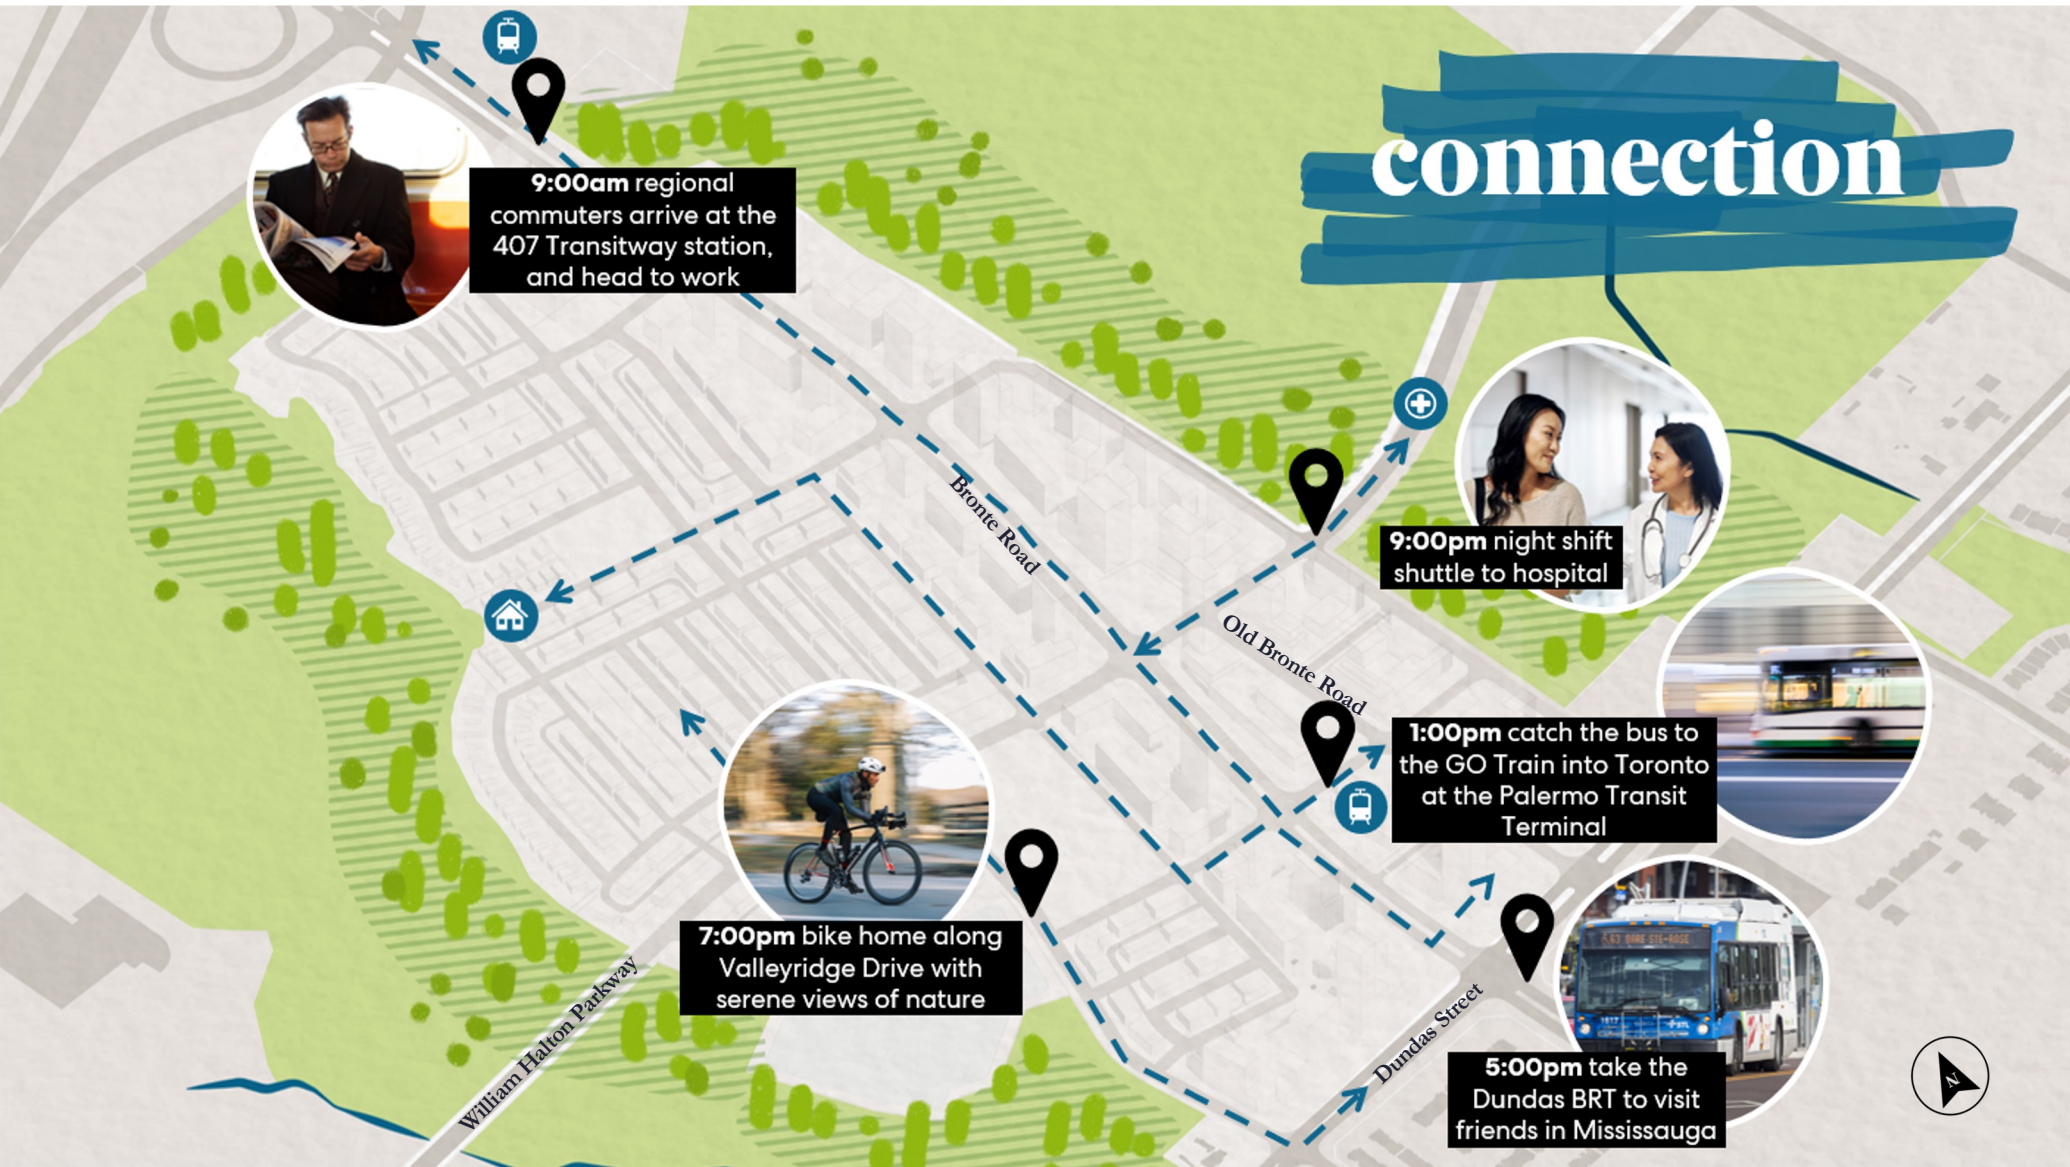 connection
9:00am regional
commuters arrive at the
407 Transitway station,
and head to work
Bronte Road
9:00pm night shift
shuttle to hospital
Old Bronte Road
1:00pm catch the bus to
the GO Train into Toronto
at the Palermo Transit
Terminal
7:00pm bike home along
Valleyridge Drive with
serene views of nature
William Halton Parkway
Dundas Street
5:00pm take the
Dundas BRT to visit
friends in Mississauga
N